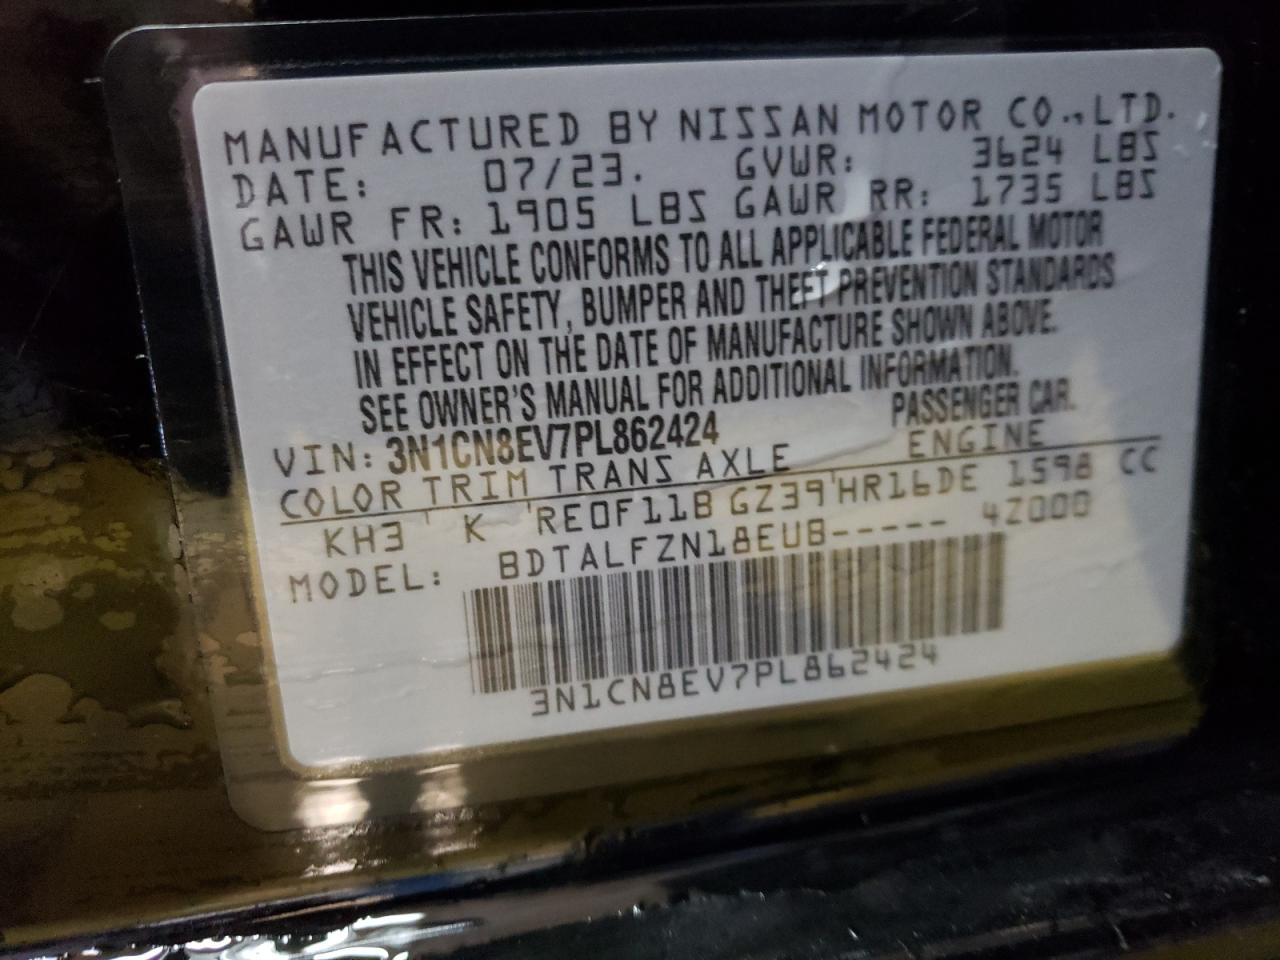 MANUFACTURED BY NISSAN MOTOR CO.,LTD.
DATE: 07/23. GVWR: 3624 LBS
GAWR FR: 1905 LBS GAWR RR: 1735 LBS
THIS VEHICLE CONFORMS TO ALL APPLICABLE FEDERAL MOTOR
VEHICLE SAFETY, BUMPER AND THEFT PREVENTION STANDARDS
IN EFFECT ON THE DATE OF MANUFACTURE SHOWN ABOVE.
SEE OWNER'S MANUAL FOR ADDITIONAL INFORMATION.
VIN: 3N1CN8EV7PL862424 PASSENGER CAR.
COLOR TRIM TRANS AXLE ENGINE
KH3 ' K 'RE0F11B GZ39'HR16DE 1598 CC
MODEL: BDTALFZN18EUB----- 4Z000
3N1CN8EV7PL862424